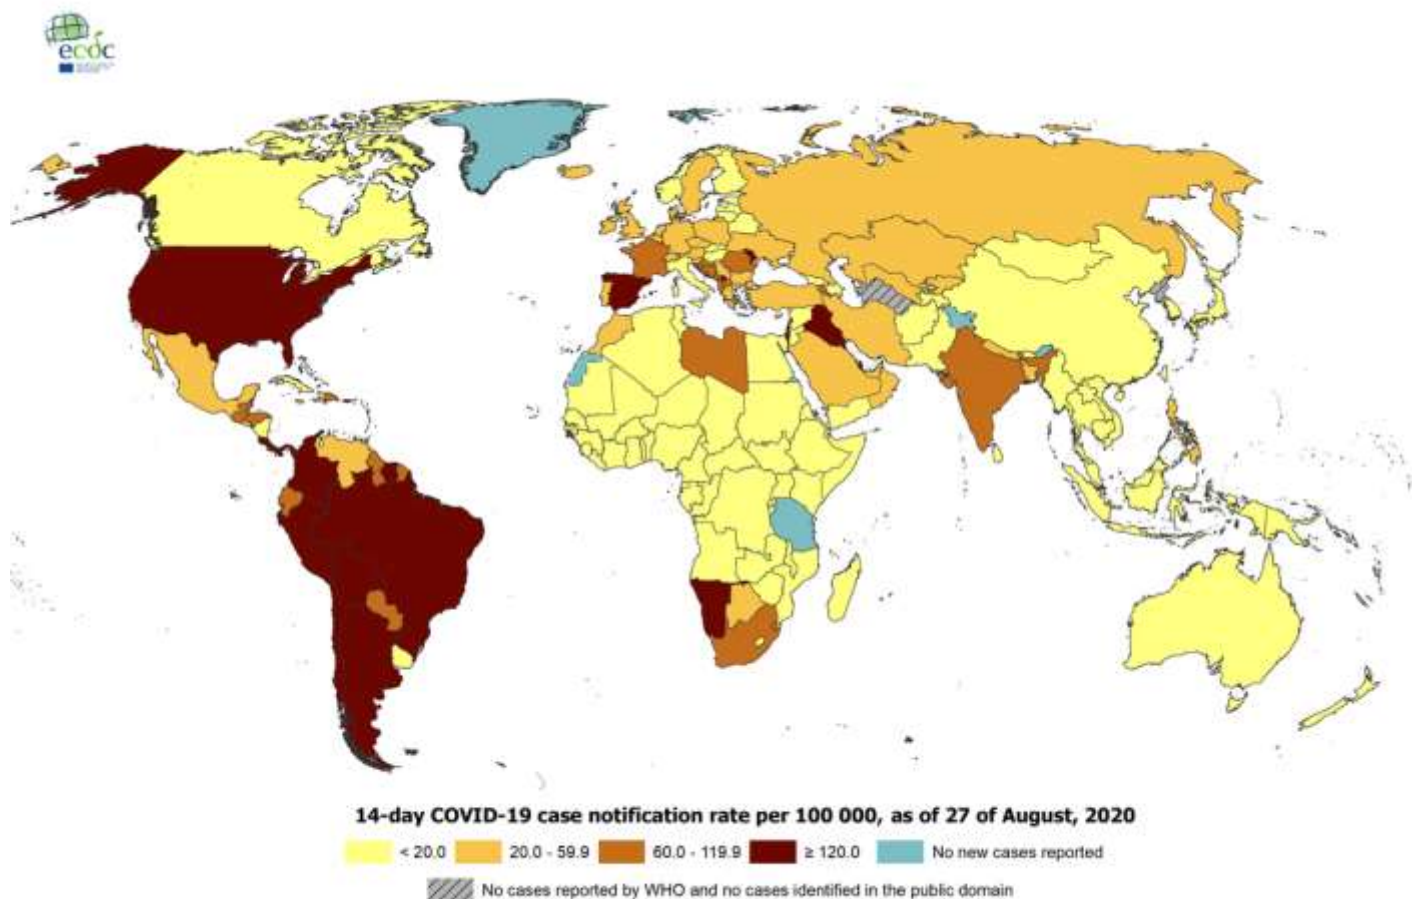 ecdc
14-day COVID-19 case notification rate per 100 000, as of 27 of August, 2020
< 20.0 20.0 - 59.9 60.0 - 119.9 ≥ 120.0 No new cases reported
No cases reported by WHO and no cases identified in the public domain